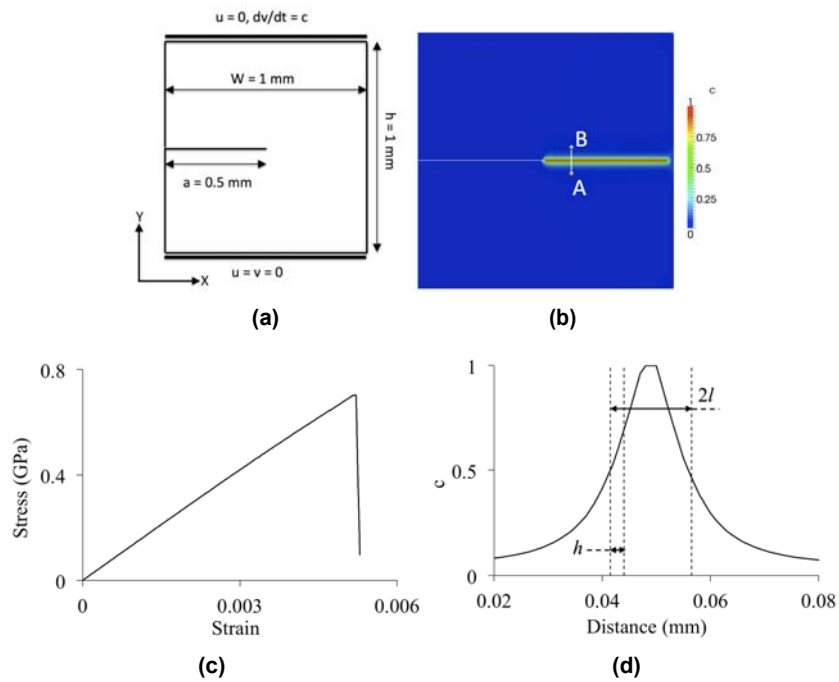 u = 0, dv/dt = c
W = 1 mm
h = 1 mm
a = 0.5 mm
Y
X
u = v = 0
(a)
B
A
c
1
0.75
0.5
0.25
0
(b)
0.8
0.4
0
Stress (GPa)
0
0.003
0.006
Strain
(c)
1
0.5
0
c
2l
h
0.02
0.04
0.06
0.08
Distance (mm)
(d)